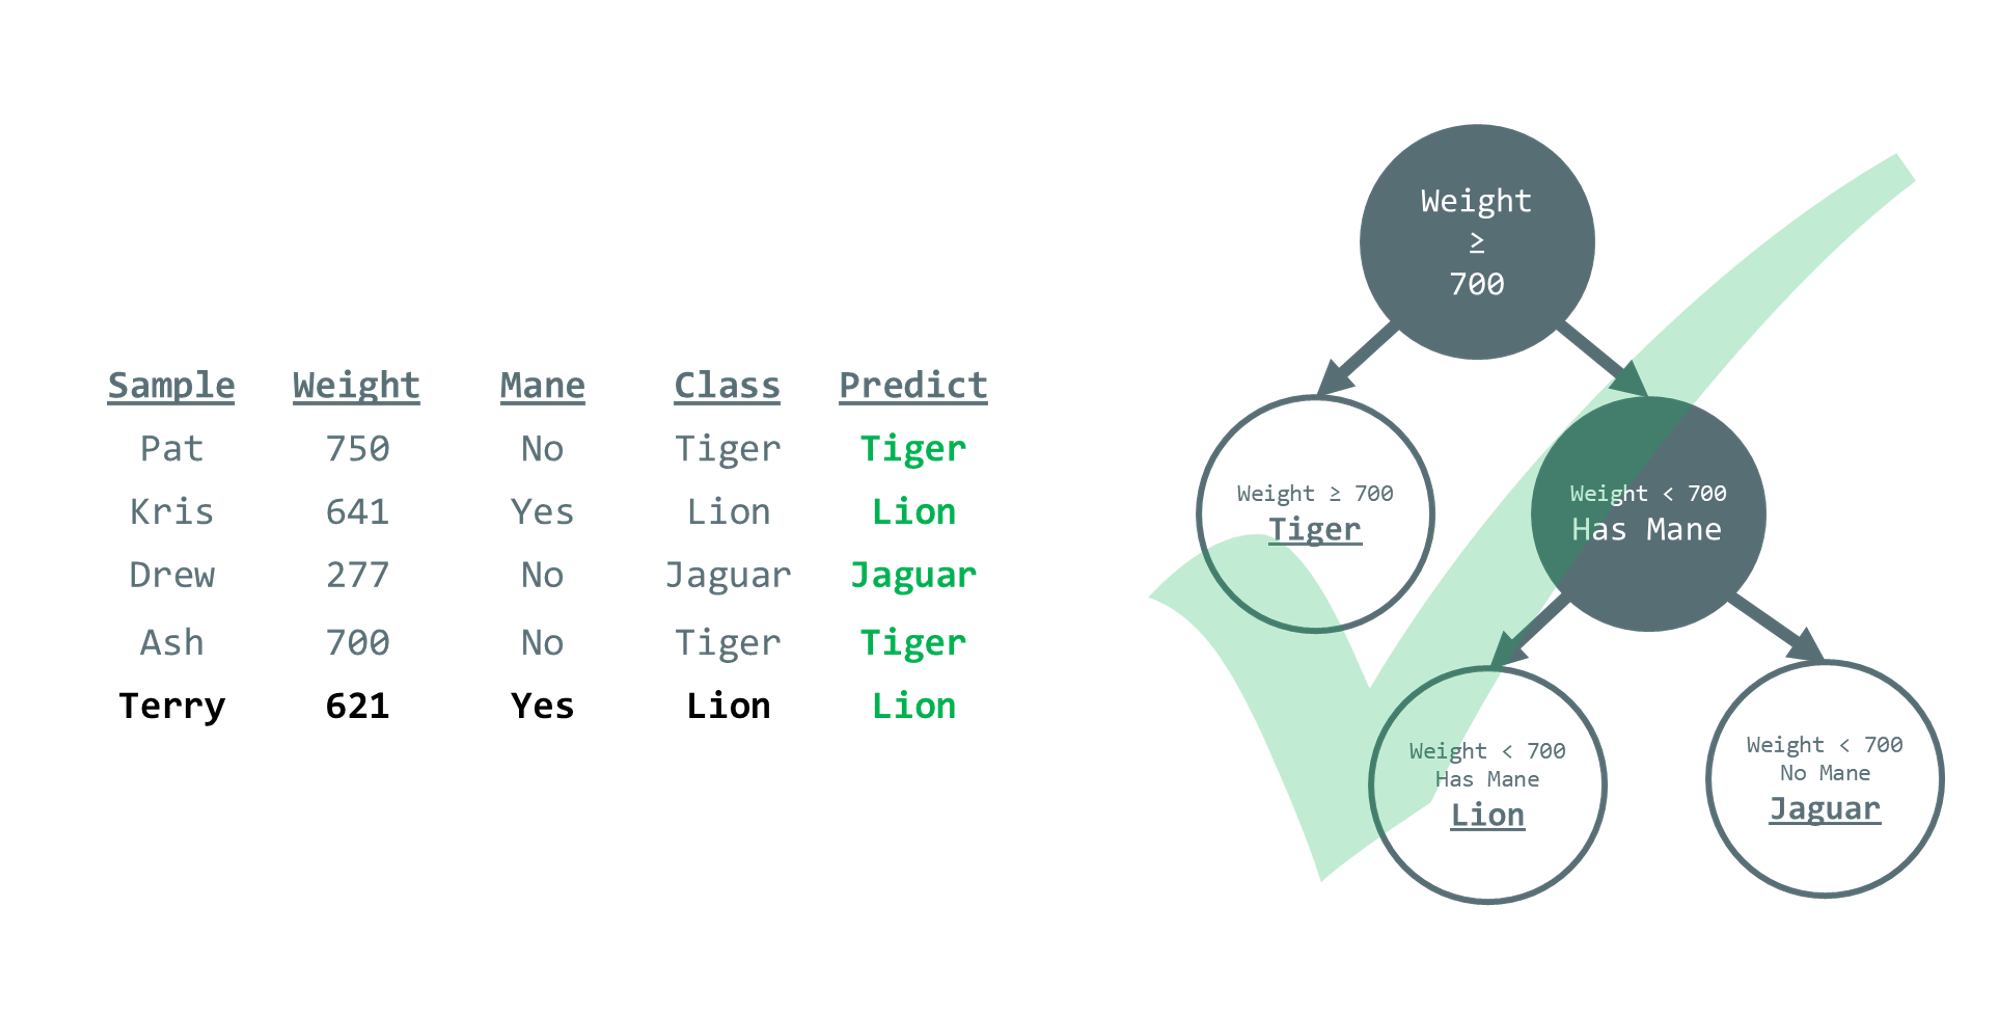 Sample Weight Mane Class Predict
Pat 750 No Tiger Tiger
Kris 641 Yes Lion Lion
Drew 277 No Jaguar Jaguar
Ash 700 No Tiger Tiger
Terry 621 Yes Lion Lion
Weight
≥
700
Weight ≥ 700
Tiger
Weight < 700
Has Mane
Weight < 700
Has Mane
Lion
Weight < 700
No Mane
Jaguar